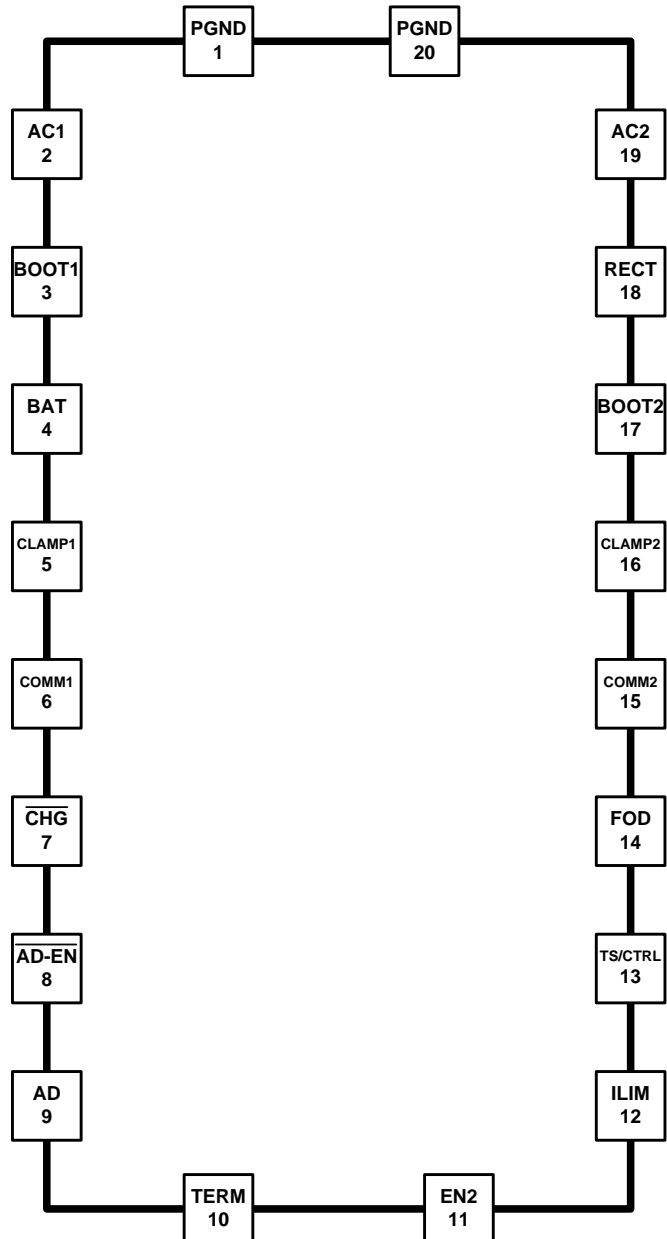 PGND
1
PGND
20
AC1
2
AC2
19
BOOT1
3
RECT
18
BAT
4
BOOT2
17
CLAMP1
5
CLAMP2
16
COMM1
6
COMM2
15
CHG
7
FOD
14
AD-EN
8
TS/CTRL
13
AD
9
ILIM
12
TERM
10
EN2
11